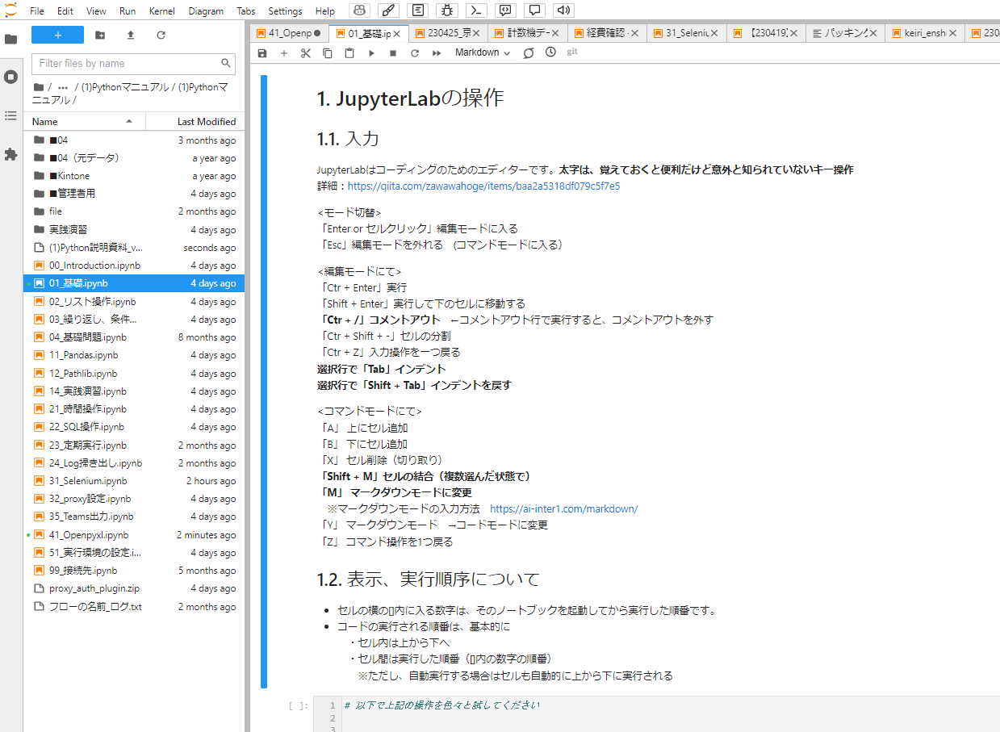 File Edit View Run Kernel Diagram Tabs Settings Help
41_Openp 01_基礎.ip 230425_京 計数機デー 経費確認 - 31_Seleniu 【230419】 パッキング keiri_enshu 230
Markdown git
+
Filter files by name
/ ••• / (1)Pythonマニュアル / (1)Pythonマ
ニュアル /
Name Last Modified
■04 3 months ago
■04（元データ） a year ago
■Kintone a year ago
■管理者用 4 days ago
file 2 months ago
実践演習 4 days ago
(1)Python説明資料_v... seconds ago
00_Introduction.ipynb 4 days ago
01_基礎.ipynb 4 days ago
02_リスト操作.ipynb 4 days ago
03_繰り返し、条件... 4 days ago
04_基礎問題.ipynb 8 months ago
11_Pandas.ipynb 4 days ago
12_Pathlib.ipynb 4 days ago
14_実践演習.ipynb 4 days ago
21_時間操作.ipynb 4 days ago
22_SQL操作.ipynb 4 days ago
23_定期実行.ipynb 2 months ago
24_Log掃き出し.ipynb 2 months ago
31_Selenium.ipynb 2 hours ago
32_proxy設定.ipynb 4 days ago
35_Teams出力.ipynb 4 days ago
41_Openpyxl.ipynb 2 minutes ago
51_実行環境の設定.i... 4 days ago
99_接続先.ipynb 5 months ago
proxy_auth_plugin.zip 4 days ago
フローの名前_ログ.txt 2 months ago
1. JupyterLabの操作
1.1. 入力
JupyterLabはコーディングのためのエディターです。太字は、覚えておくと便利だけど意外と知られていないキー操作
詳細：https://qiita.com/zawawahoge/items/baa2a5318df079c5f7e5
<モード切替>
「Enter or セルクリック」編集モードに入る
「Esc」編集モードを外れる （コマンドモードに入る）
<編集モードにて>
「Ctr + Enter」実行
「Shift + Enter」実行して下のセルに移動する
「Ctr + /」コメントアウト ←コメントアウト行で実行すると、コメントアウトを外す
「Ctr + Shift + -」セルの分割
「Ctr + Z」入力操作を一つ戻る
選択行で「Tab」インデント
選択行で「Shift + Tab」インデントを戻す
<コマンドモードにて>
「A」 上にセル追加
「B」 下にセル追加
「X」 セル削除（切り取り）
「Shift + M」セルの結合（複数選んだ状態で）
「M」 マークダウンモードに変更
※マークダウンモードの入力方法 https://ai-inter1.com/markdown/
「Y」 マークダウンモード →コードモードに変更
「Z」 コマンド操作を1つ戻る
1.2. 表示、実行順序について
• セルの横の[]内に入る数字は、そのノートブックを起動してから実行した順番です。
• コードの実行される順番は、基本的に
・セル内は上から下へ
・セル間は実行した順番（[]内の数字の順番）
※ただし、自動実行する場合はセルも自動的に上から下に実行される
[ ]: 1 # 以下で上記の操作を色々と試してください
2
3